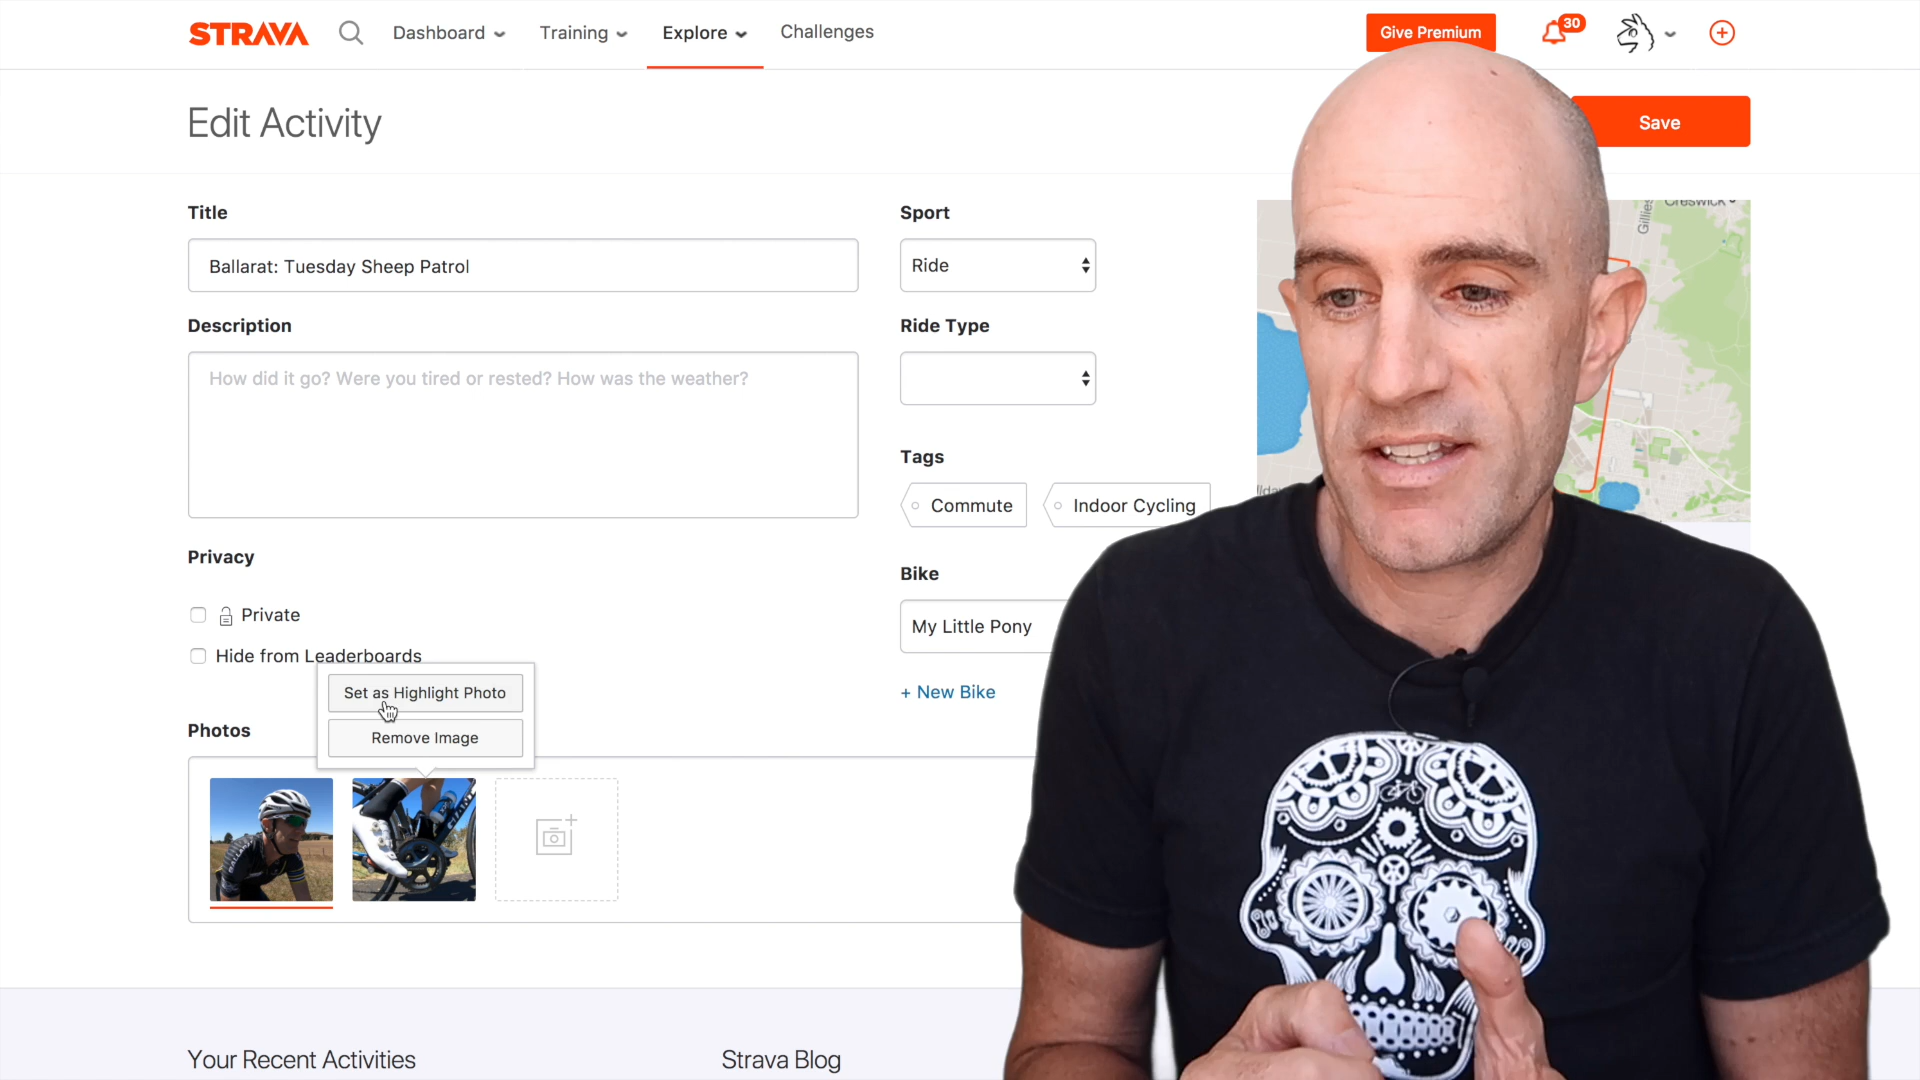 STRAVA Dashboard Training Explore Challenges Give Premium 30
Edit Activity Save
Title
Ballarat: Tuesday Sheep Patrol
Description
How did it go? Were you tired or rested? How was the weather?
Privacy
Private
Hide from Leaderboards
Set as Highlight Photo
Remove Image
Photos
Sport
Ride
Ride Type
Tags
Commute Indoor Cycling
Bike
My Little Pony
+ New Bike
Creswick
Gillies
GIANT
Your Recent Activities Strava Blog